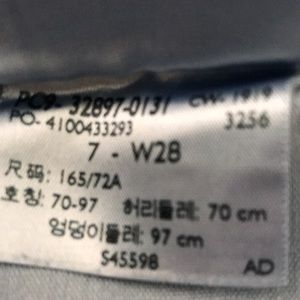 PC9- 32897-0131 CW-1919
PO- 4100433293 3256
7 - W28
尺码: 165/72A
호칭: 70-97 허리둘레: 70 cm
엉덩이둘레: 97 cm
S45598 AD